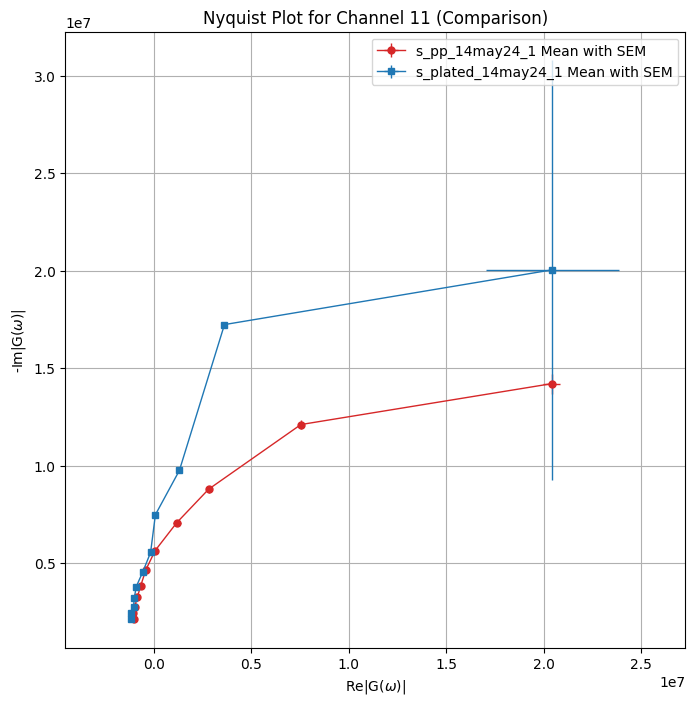 Nyquist Plot for Channel 11 (Comparison)
1e7
s_pp_14may24_1 Mean with SEM
s_plated_14may24_1 Mean with SEM
3.0
2.5
2.0
1.5
1.0
0.5
-Im|G(ω)|
0.0 0.5 1.0 1.5 2.0 2.5
1e7
Re|G(ω)|